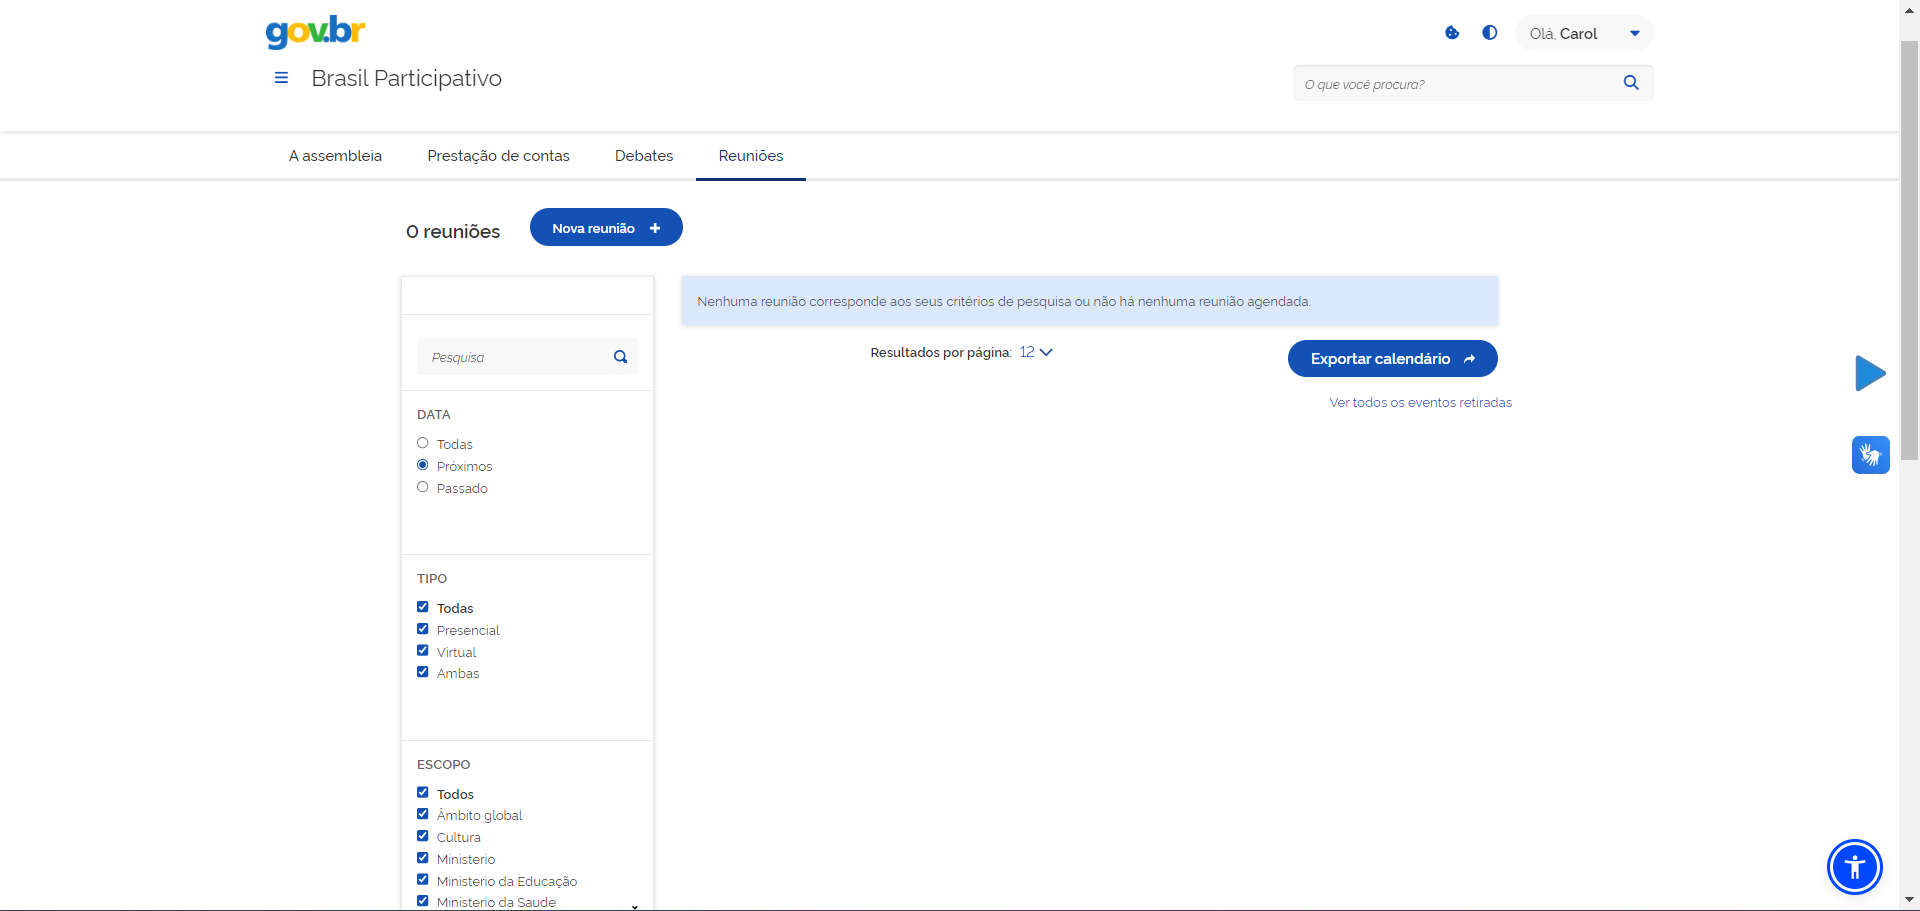 gov.br
Olá, Carol
Brasil Participativo
O que você procura?
A assembleia
Prestação de contas
Debates
Reuniões
0 reuniões
Nova reunião
Nenhuma reunião corresponde aos seus critérios de pesquisa ou não há nenhuma reunião agendada.
Resultados por página: 12
Exportar calendário
Ver todos os eventos retiradas
Pesquisa
DATA
Todas
Próximos
Passado
TIPO
Todas
Presencial
Virtual
Ambas
ESCOPO
Todos
Âmbito global
Cultura
Ministerio
Ministerio da Educação
Ministerio da Saude